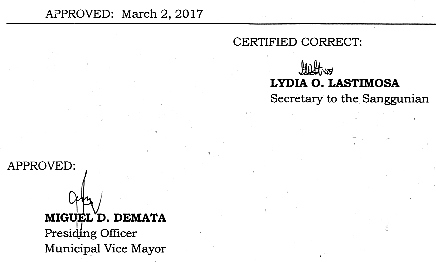 APPROVED: March 2, 2017
CERTIFIED CORRECT:
LYDIA O. LASTIMOSA
Secretary to the Sanggunian
APPROVED:
MIGUEL D. DEMATA
Presiding Officer
Municipal Vice Mayor